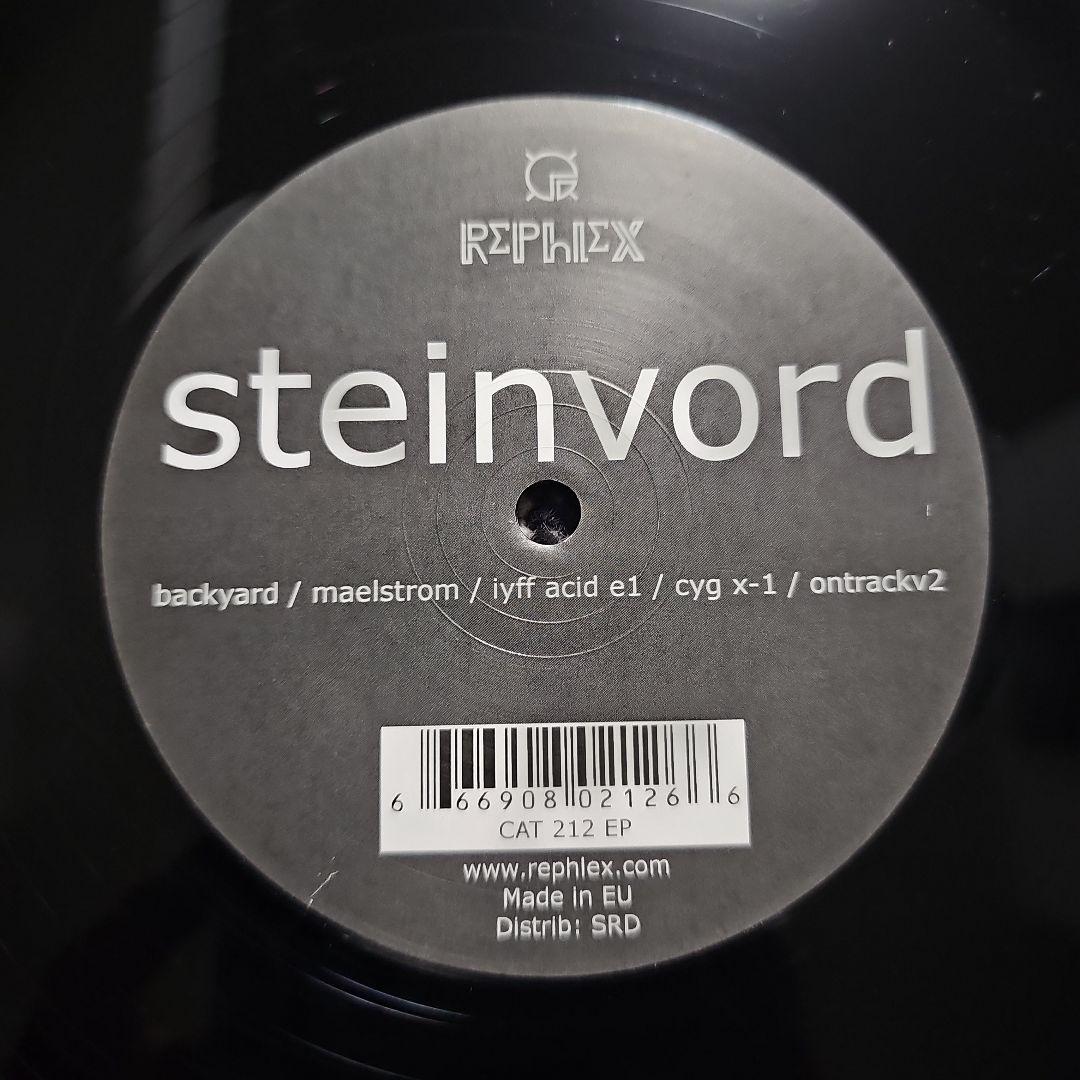 REPHLEX
steinvord
backyard / maelstrom / iyff acid e1 / cyg x-1 / ontrackv2
6 66908 02126 6
CAT 212 EP
www.rephlex.com
Made in EU
Distrib: SRD